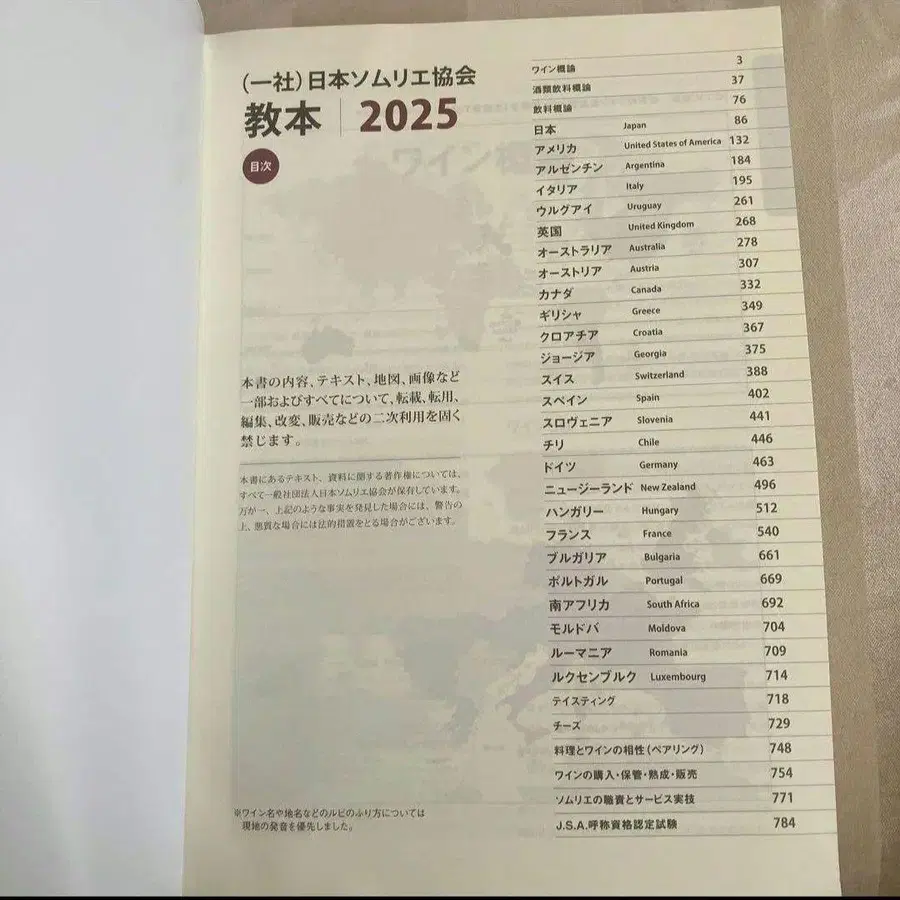 (一社)日本ソムリエ協会
教本 2025
目次
本書の内容、テキスト、地図、画像など
一部およびすべてについて、転載、転用、
編集、改変、販売などの二次利用を固く
禁じます。
本書にあるテキスト、資料に関する著作権については、
すべて一般社団法人日本ソムリエ協会が保有しています。
万が一、上記のような事実を発見した場合には、警告の
上、悪質な場合には法的措置をとる場合がございます。
※ワイン名や地名などのルビのふり方については
現地の発音を優先しました。
ワイン概論 3
酒類飲料概論 37
飲料概論 76
日本 Japan 86
アメリカ United States of America 132
アルゼンチン Argentina 184
イタリア Italy 195
ウルグアイ Uruguay 261
英国 United Kingdom 268
オーストラリア Australia 278
オーストリア Austria 307
カナダ Canada 332
ギリシャ Greece 349
クロアチア Croatia 367
ジョージア Georgia 375
スイス Switzerland 388
スペイン Spain 402
スロヴェニア Slovenia 441
チリ Chile 446
ドイツ Germany 463
ニュージーランド New Zealand 496
ハンガリー Hungary 512
フランス France 540
ブルガリア Bulgaria 661
ポルトガル Portugal 669
南アフリカ South Africa 692
モルドバ Moldova 704
ルーマニア Romania 709
ルクセンブルク Luxembourg 714
テイスティング 718
チーズ 729
料理とワインの相性(ペアリング) 748
ワインの購入・保管・熟成・販売 754
ソムリエの職責とサービス実技 771
J.S.A.呼称資格認定試験 784